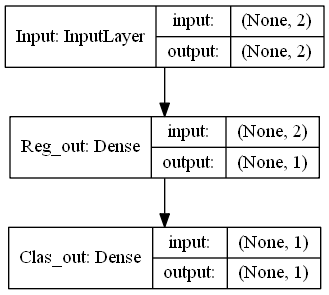 Input: InputLayer
input: (None, 2)
output: (None, 2)
Reg_out: Dense
input: (None, 2)
output: (None, 1)
Clas_out: Dense
input: (None, 1)
output: (None, 1)